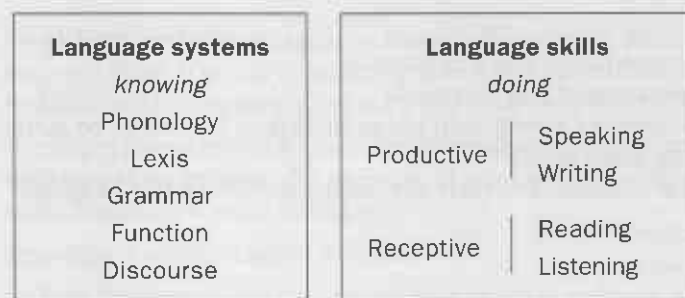 Language systems
knowing
Phonology
Lexis
Grammar
Function
Discourse
Language skills
doing
Productive
Speaking
Writing
Receptive
Reading
Listening